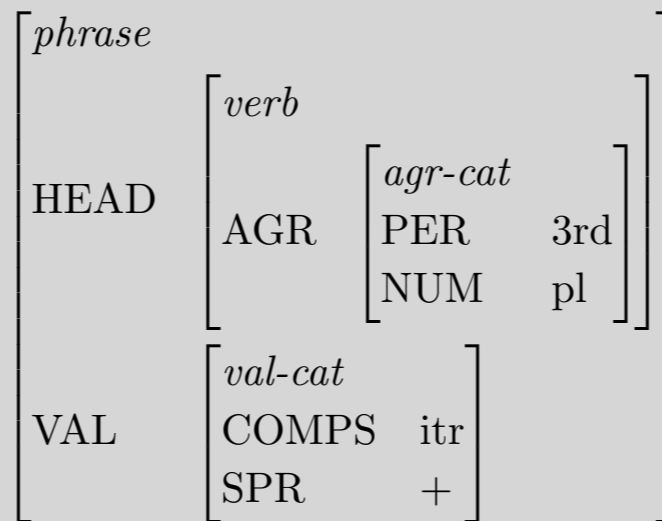 phrase
verb
agr-cat
HEAD AGR PER 3rd
NUM pl
val-cat
VAL COMPS itr
SPR +